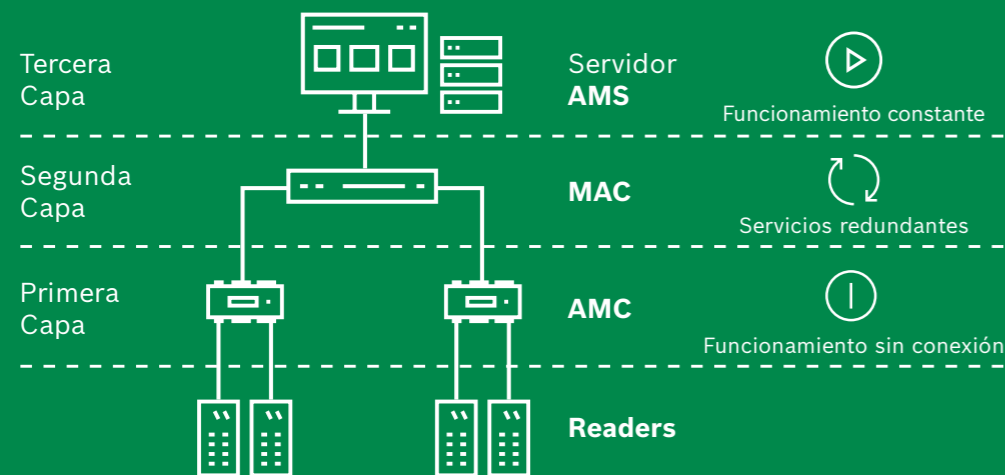 Tercera
Capa
Servidor
AMS
Funcionamiento constante
Segunda
Capa
MAC
Servicios redundantes
Primera
Capa
AMC
Funcionamiento sin conexión
Readers